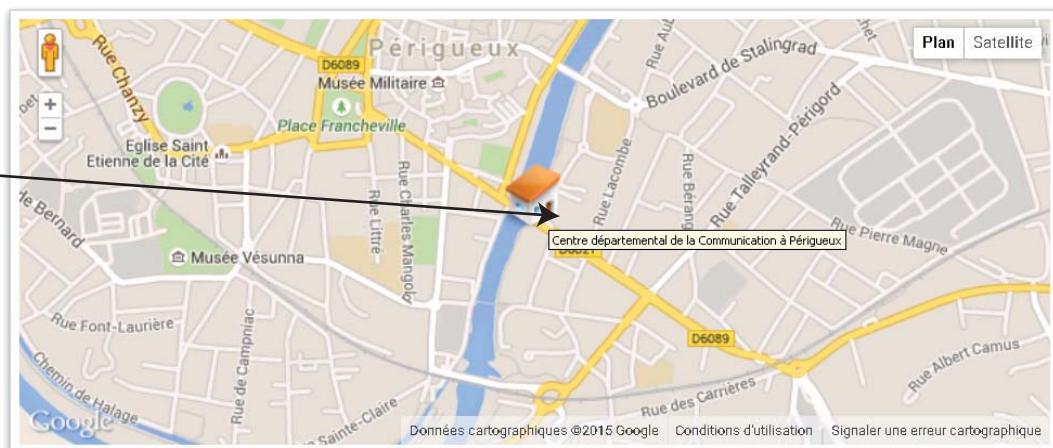 Périgueux
D6089
Musée Militaire
Place Francheville
Rue Chanzy
Boulevard de Stalingrad
Plan Satellite
Eglise Saint
Etienne de la Cité
Rue Lacombe
Rue Talleyrand-Périgord
Rue Littré
Rue Charles Mangold
de Bernard
Musée Vésunna
Centre départemental de la Communication à Périgueux
Rue Pierre Magne
Rue Font-Laurière
Rue de Campniac
D6089
Rue Albert Camus
Chemin de Halage
Rue des Carrières
Sainte-Claire
Google
Données cartographiques ©2015 Google Conditions d'utilisation Signaler une erreur cartographique